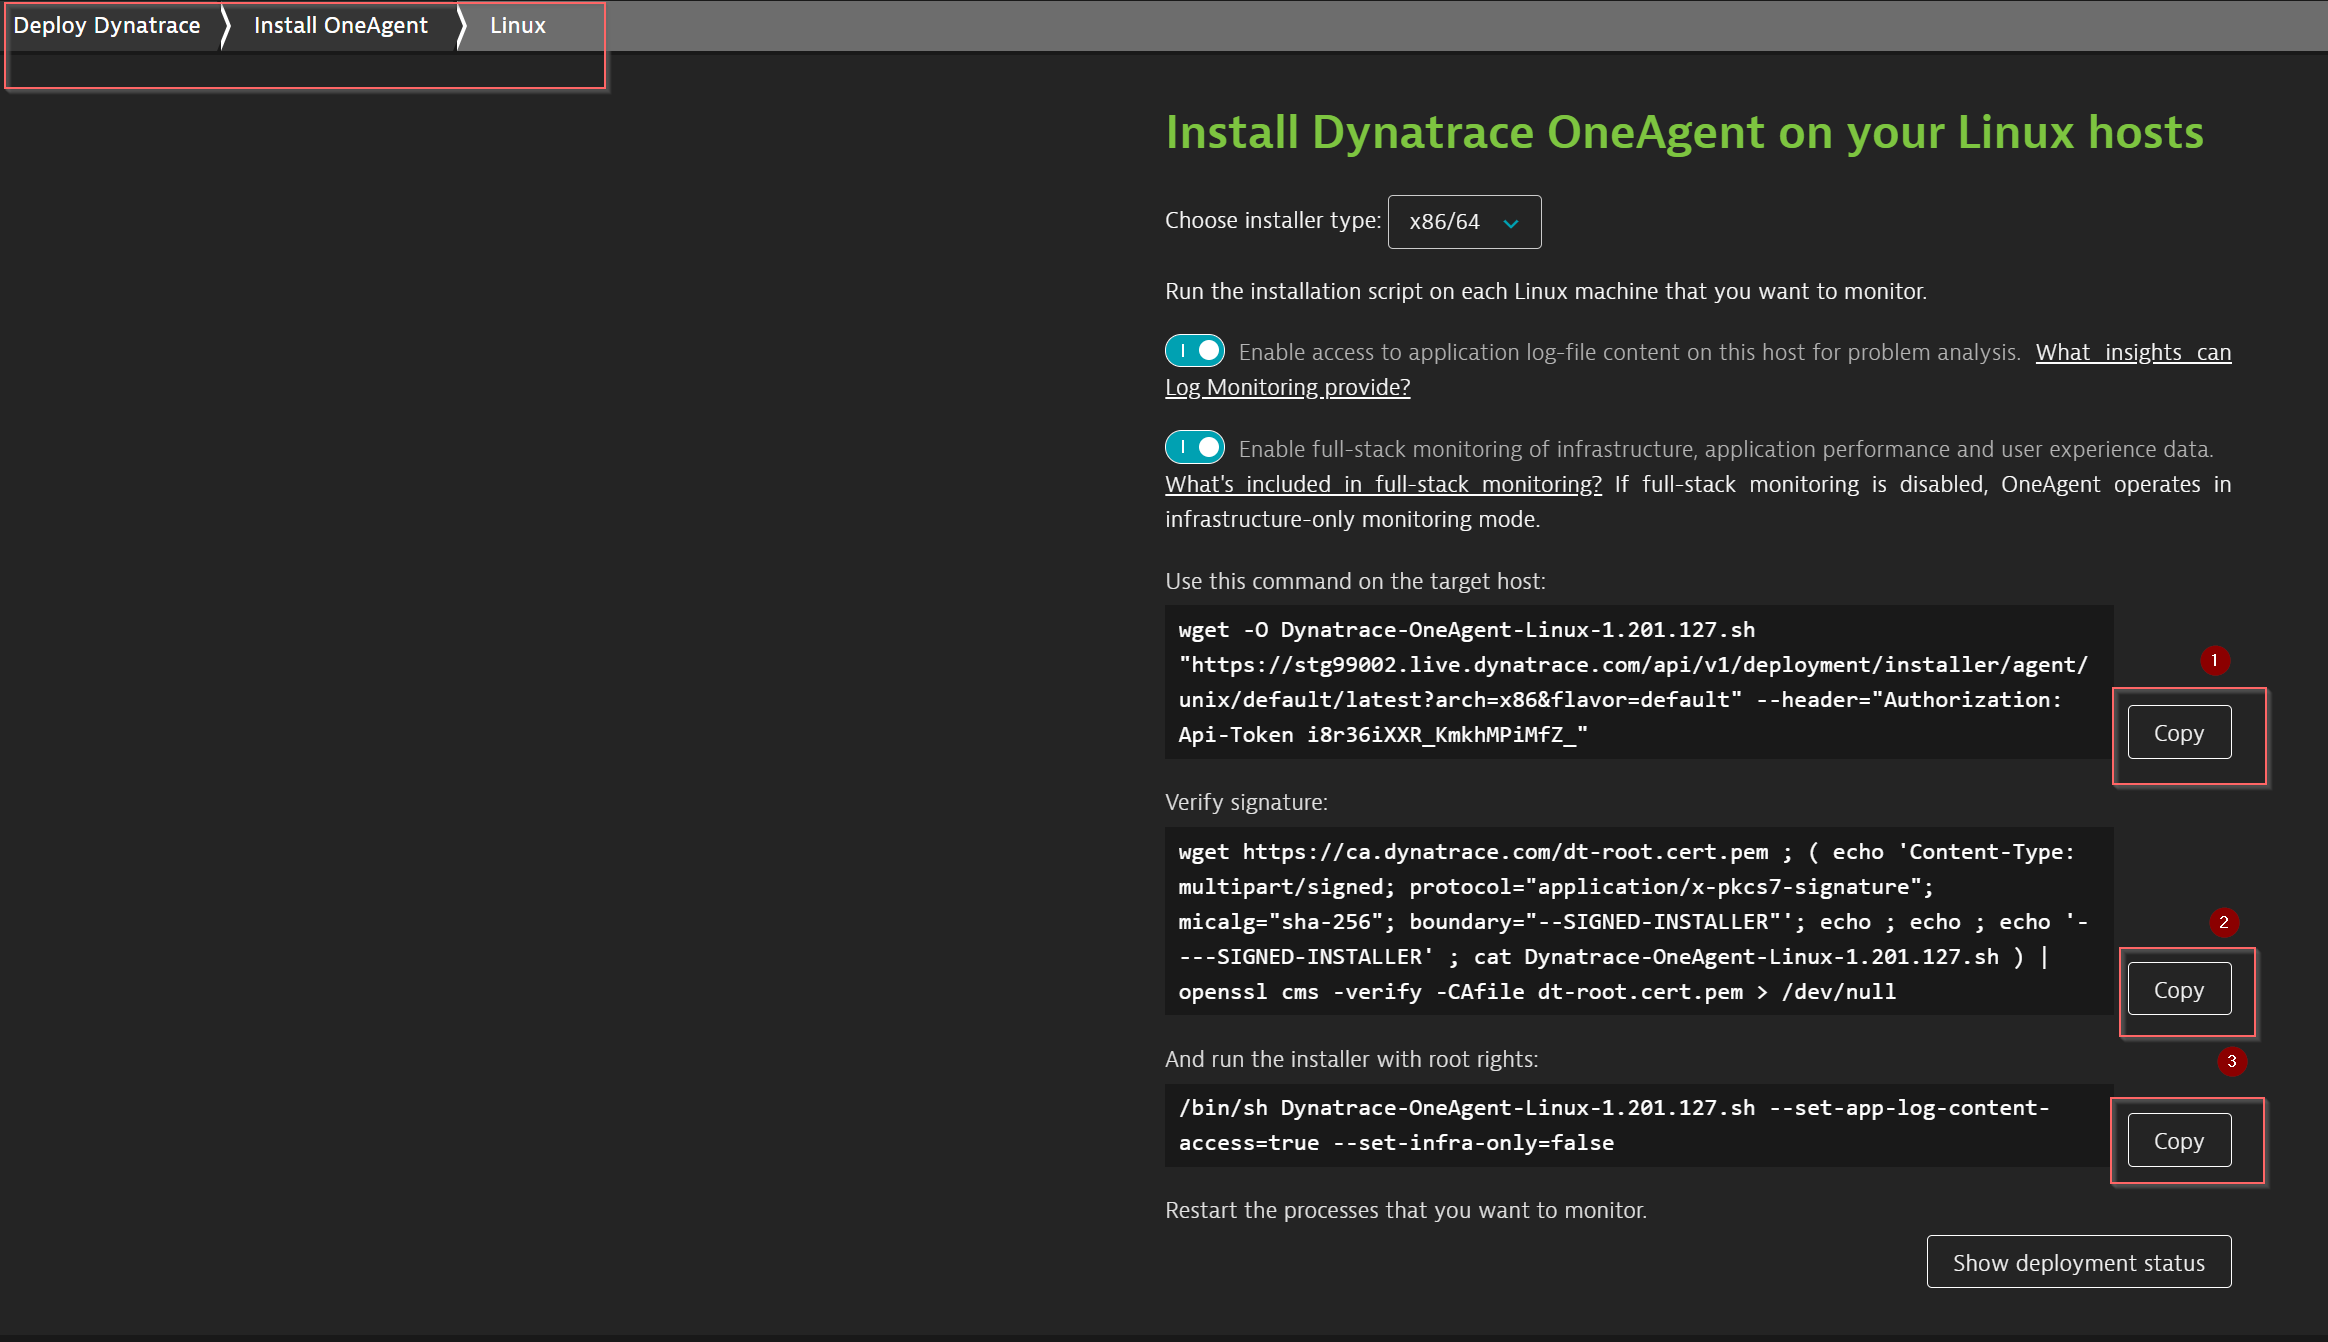 Deploy Dynatrace
Install OneAgent
Linux
Install Dynatrace OneAgent on your Linux hosts
Choose installer type: x86/64
Run the installation script on each Linux machine that you want to monitor.
Enable access to application log-file content on this host for problem analysis. What insights can
Log Monitoring provide?
Enable full-stack monitoring of infrastructure, application performance and user experience data.
What's included in full-stack monitoring? If full-stack monitoring is disabled, OneAgent operates in
infrastructure-only monitoring mode.
Use this command on the target host:
wget -O Dynatrace-OneAgent-Linux-1.201.127.sh
"https://stg99002.live.dynatrace.com/api/v1/deployment/installer/agent/
unix/default/latest?arch=x86&flavor=default" --header="Authorization:
Api-Token i8r36iXXR_KmkhMPiMfZ_"
1
Copy
Verify signature:
wget https://ca.dynatrace.com/dt-root.cert.pem ; ( echo 'Content-Type:
multipart/signed; protocol="application/x-pkcs7-signature";
micalg="sha-256"; boundary="--SIGNED-INSTALLER"'; echo ; echo ; echo '-
---SIGNED-INSTALLER' ; cat Dynatrace-OneAgent-Linux-1.201.127.sh ) |
openssl cms -verify -CAfile dt-root.cert.pem > /dev/null
2
Copy
And run the installer with root rights:
3
/bin/sh Dynatrace-OneAgent-Linux-1.201.127.sh --set-app-log-content-
access=true --set-infra-only=false
Copy
Restart the processes that you want to monitor.
Show deployment status